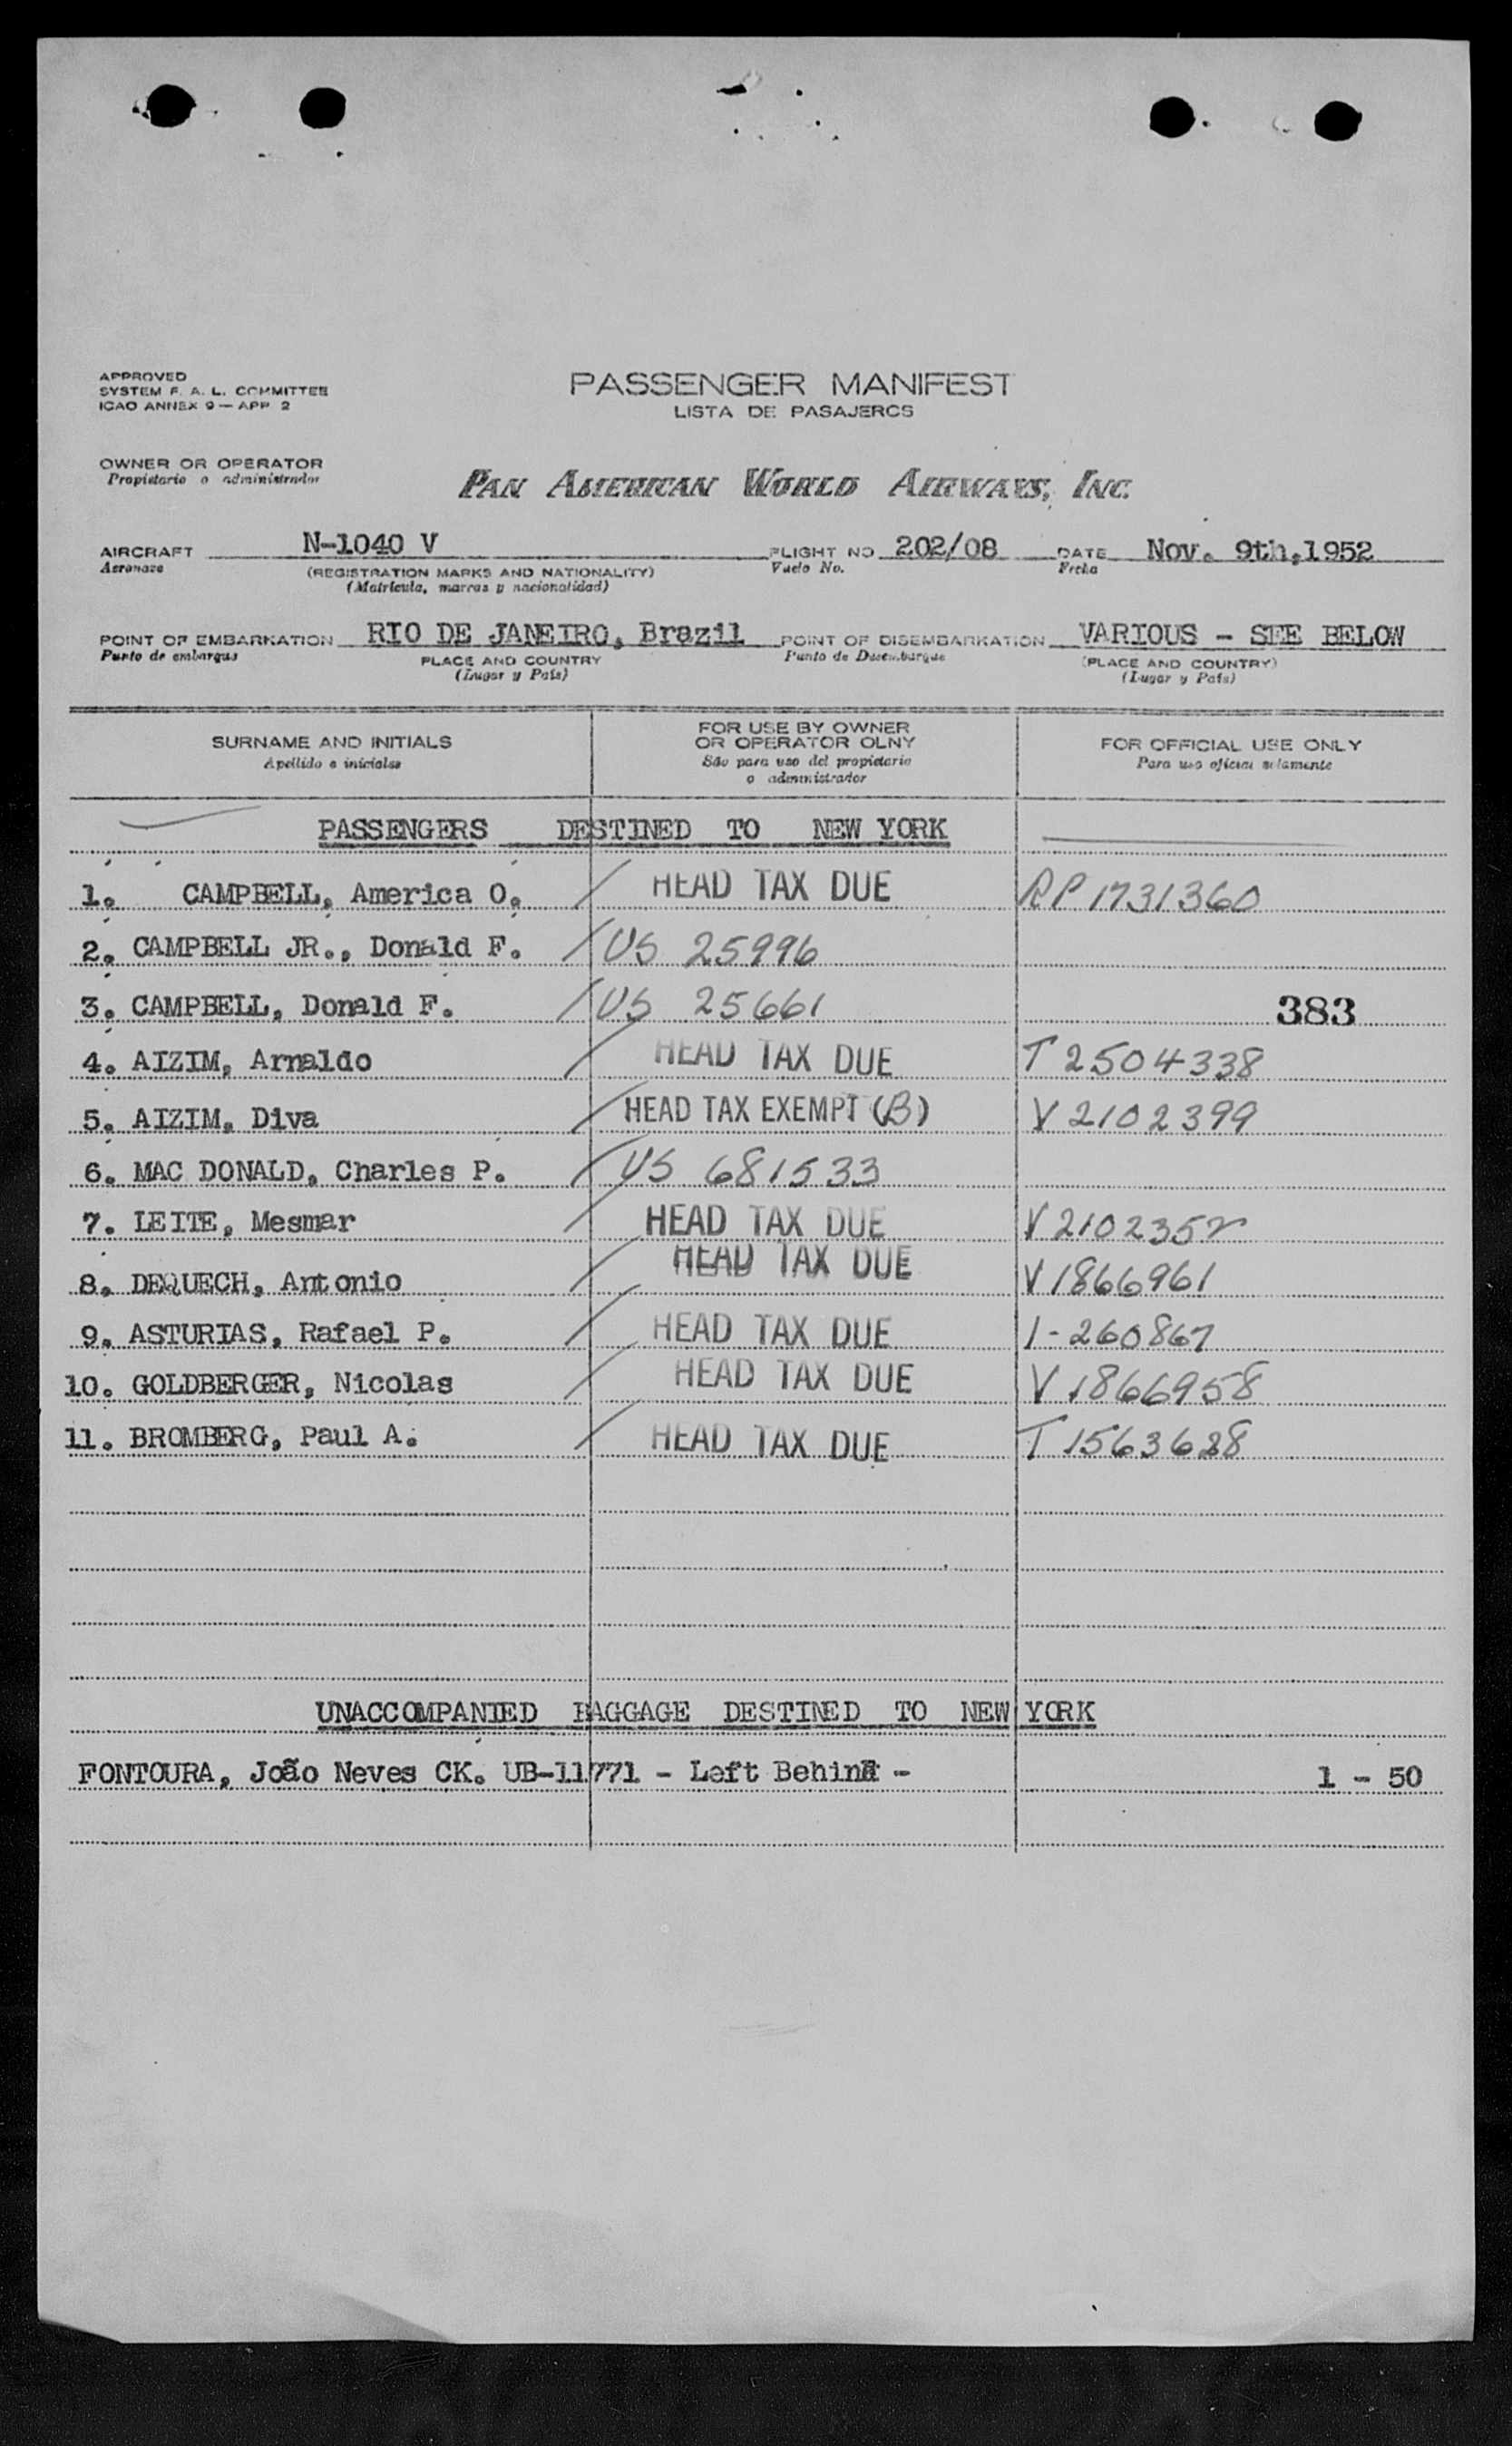 APPROVED
SYSTEM F. A. L. COMMITTEE
ICAO ANNEX 9 — APP 2
PASSENGER MANIFEST
LISTA DE PASAJEROS
OWNER OR OPERATOR
Propietario o administrador
PAN AMERICAN WORLD AIRWAYS, INC.
AIRCRAFT N-1040 V FLIGHT NO 202/08 DATE Nov. 9th,1952
Aeronave (REGISTRATION MARKS AND NATIONALITY) Vuelo No. Fecha
(Matricula, marcas y nacionalidad)
POINT OF EMBARKATION RIO DE JANEIRO, Brazil POINT OF DISEMBARKATION VARIOUS - SEE BELOW
Punto de embarque PLACE AND COUNTRY Punto de Desembarque (PLACE AND COUNTRY)
(Lugar y País) (Lugar y País)
SURNAME AND INITIALS
Apellido e iniciales
FOR USE BY OWNER
OR OPERATOR OLNY
São para uso del propietario
o administrador
FOR OFFICIAL USE ONLY
Para uso oficial solamente
PASSENGERS DESTINED TO NEW YORK
1. CAMPBELL, America O. HEAD TAX DUE RP 1731360
2. CAMPBELL JR., Donald F. US 25996
3. CAMPBELL, Donald F. US 25661 383
4. AIZIM, Arnaldo HEAD TAX DUE T 2504338
5. AIZIM, Diva HEAD TAX EXEMPT (B) V 2102399
6. MAC DONALD, Charles P. US 681533
7. LEITE, Mesmar HEAD TAX DUE V 2102352
8. DEQUECH, Antonio HEAD TAX DUE V 1866961
9. ASTURIAS, Rafael P. HEAD TAX DUE 1-260867
10. GOLDBERGER, Nicolas HEAD TAX DUE V 1866958
11. BROMBERG, Paul A. HEAD TAX DUE T 1563628
UNACCOMPANIED BAGGAGE DESTINED TO NEW YORK
FONTOURA, João Neves CK. UB-11771 - Left Behind - 1 - 50